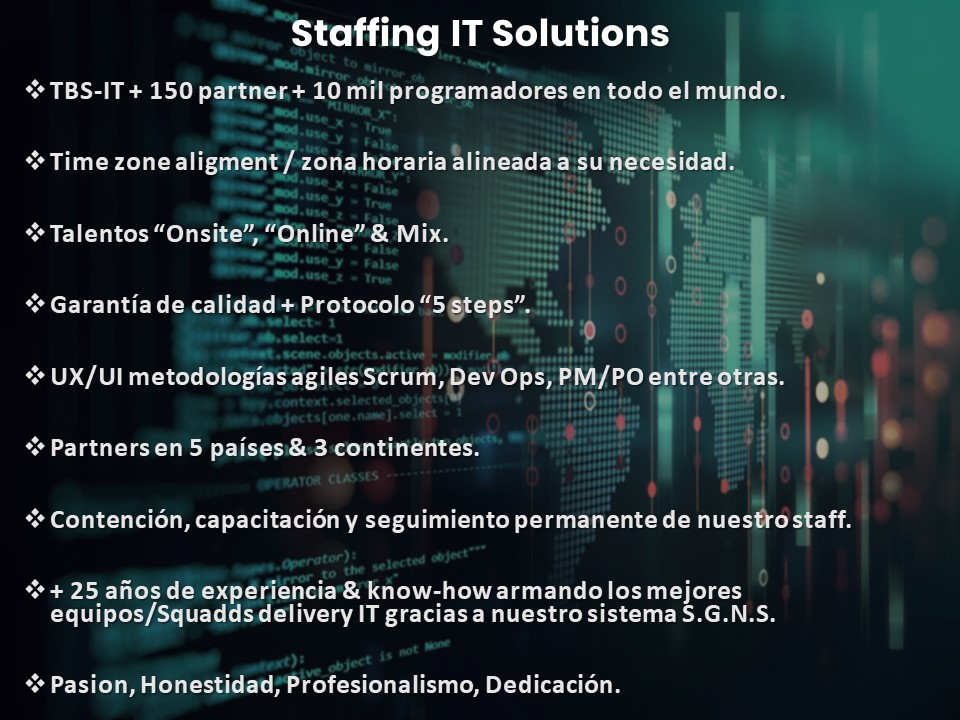 Staffing IT Solutions
❖ TBS-IT + 150 partner + 10 mil programadores en todo el mundo.
❖ Time zone aligment / zona horaria alineada a su necesidad.
❖ Talentos “Onsite”, “Online” & Mix.
❖ Garantía de calidad + Protocolo “5 steps”.
❖ UX/UI metodologías agiles Scrum, Dev Ops, PM/PO entre otras.
❖ Partners en 5 países & 3 continentes.
❖ Contención, capacitación y seguimiento permanente de nuestro staff.
❖ + 25 años de experiencia & know-how armando los mejores
equipos/Squadds delivery IT gracias a nuestro sistema S.G.N.S.
❖ Pasion, Honestidad, Profesionalismo, Dedicación.